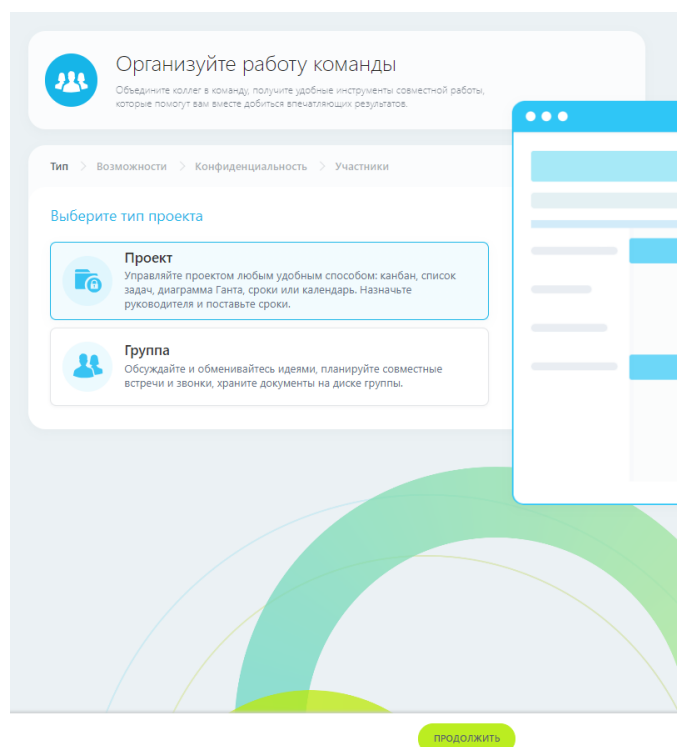 Организуйте работу команды
Объедините коллег в команду, получите удобные инструменты совместной работы,
которые помогут вам вместе добиться впечатляющих результатов.
Тип > Возможности > Конфиденциальность > Участники
Выберите тип проекта
Проект
Управляйте проектом любым удобным способом: канбан, список
задач, диаграмма Ганта, сроки или календарь. Назначьте
руководителя и поставьте сроки.
Группа
Обсуждайте и обменивайтесь идеями, планируйте совместные
встречи и звонки, храните документы на диске группы.
ПРОДОЛЖИТЬ